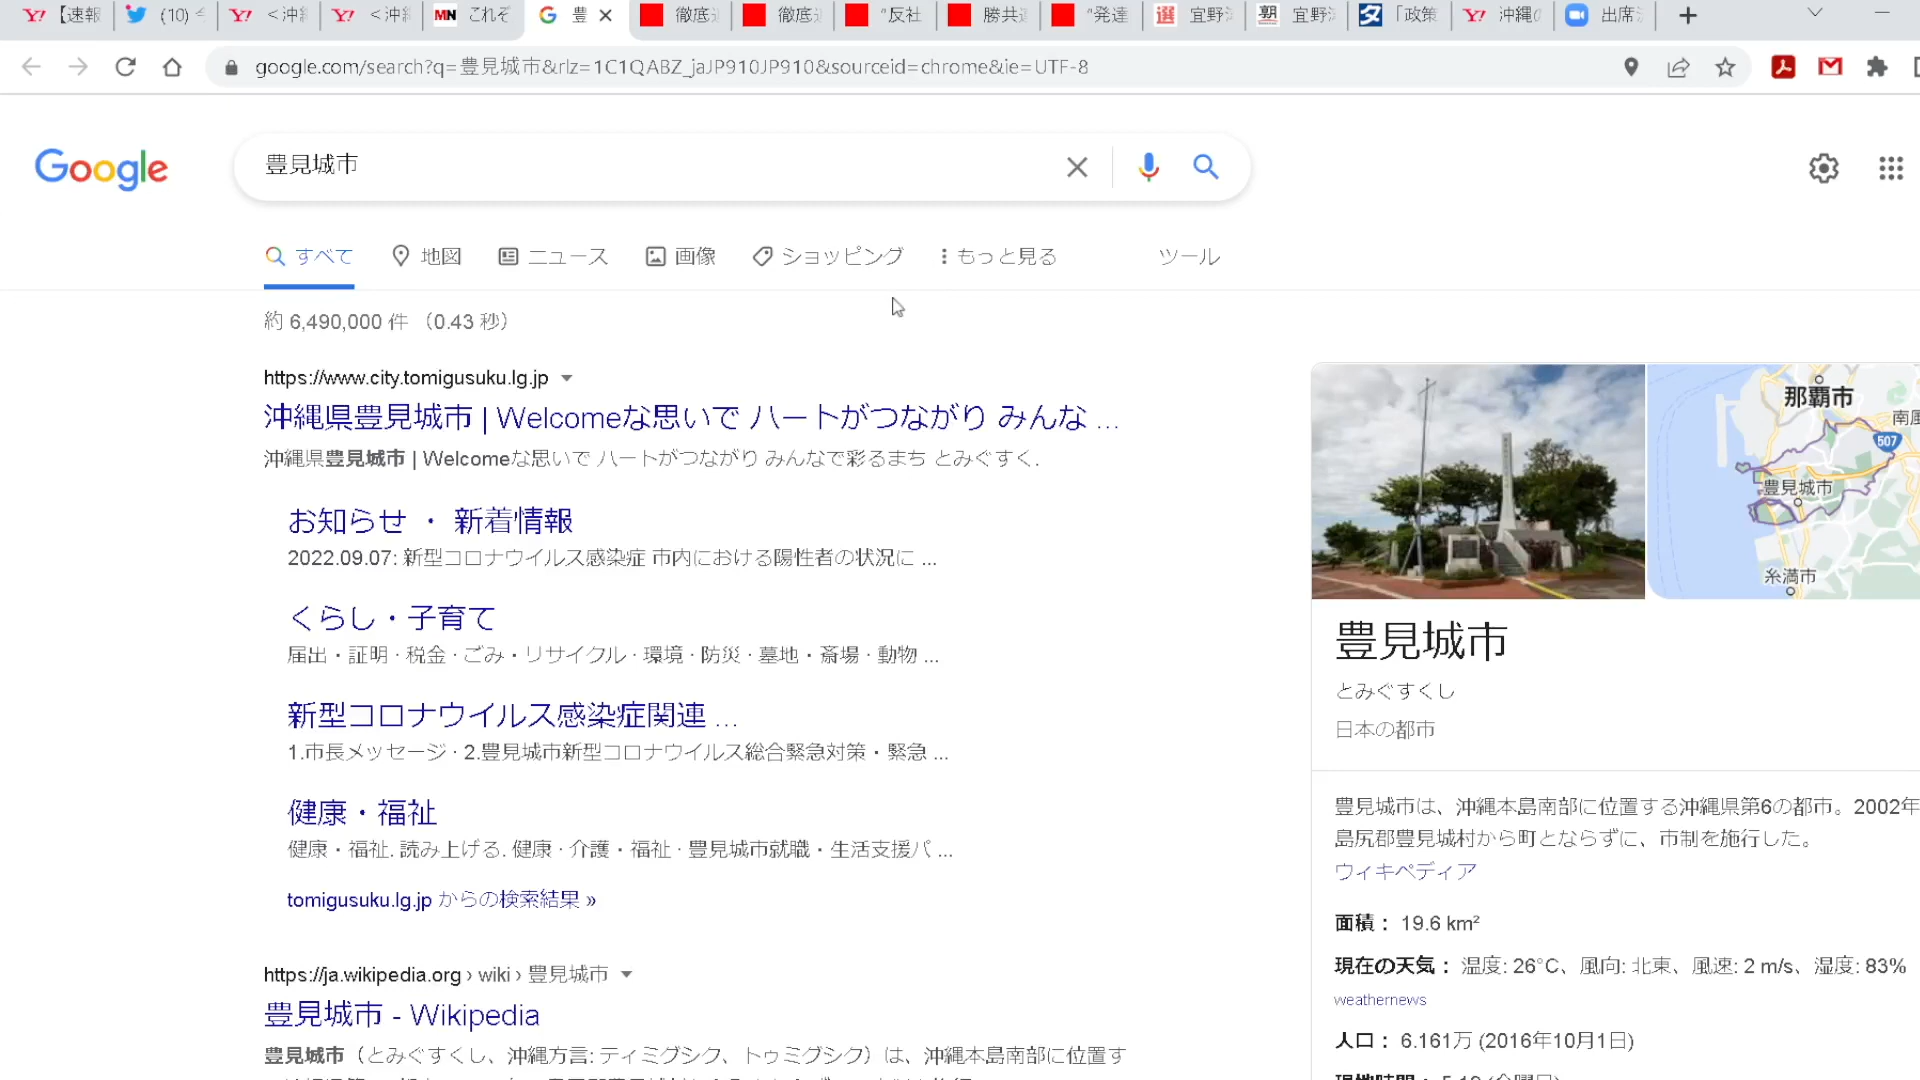 【速報
(10)
＜沖
＜沖
MN これぞ
豊
徹底
徹底
"反社
勝共
"発達
選 宜野
朝 宜野
タ 「政策
沖縄の
出席
google.com/search?q=豊見城市&rlz=1C1QABZ_jaJP910JP910&sourceid=chrome&ie=UTF-8
Google
豊見城市
すべて 地図 ニュース 画像 ショッピング もっと見る ツール
約 6,490,000 件 （0.43 秒）
https://www.city.tomigusuku.lg.jp
沖縄県豊見城市 | Welcomeな思いで ハートがつながり みんな ...
沖縄県豊見城市 | Welcomeな思いで ハートがつながり みんなで彩るまち とみぐすく.
お知らせ ・ 新着情報
2022.09.07: 新型コロナウイルス感染症 市内における陽性者の状況に ...
くらし・子育て
届出・証明・税金・ごみ・リサイクル・環境・防災・墓地・斎場・動物 ...
新型コロナウイルス感染症関連 ...
1.市長メッセージ · 2.豊見城市新型コロナウイルス総合緊急対策・緊急 ...
健康・福祉
健康・福祉. 読み上げる. 健康・介護・福祉・豊見城市就職・生活支援パ ...
tomigusuku.lg.jp からの検索結果 »
https://ja.wikipedia.org › wiki › 豊見城市
豊見城市 - Wikipedia
豊見城市（とみぐすくし、沖縄方言: ティミグシク、トゥミグシク）は、沖縄本島南部に位置す
那覇市
南風
507
豊見城市
糸満市
豊見城市
とみぐすくし
日本の都市
豊見城市は、沖縄本島南部に位置する沖縄県第6の都市。2002年
島尻郡豊見城村から町とならずに、市制を施行した。
ウィキペディア
面積： 19.6 km²
現在の天気： 温度: 26°C、風向: 北東、風速: 2 m/s、湿度: 83%
weathernews
人口： 6.161万 (2016年10月1日)